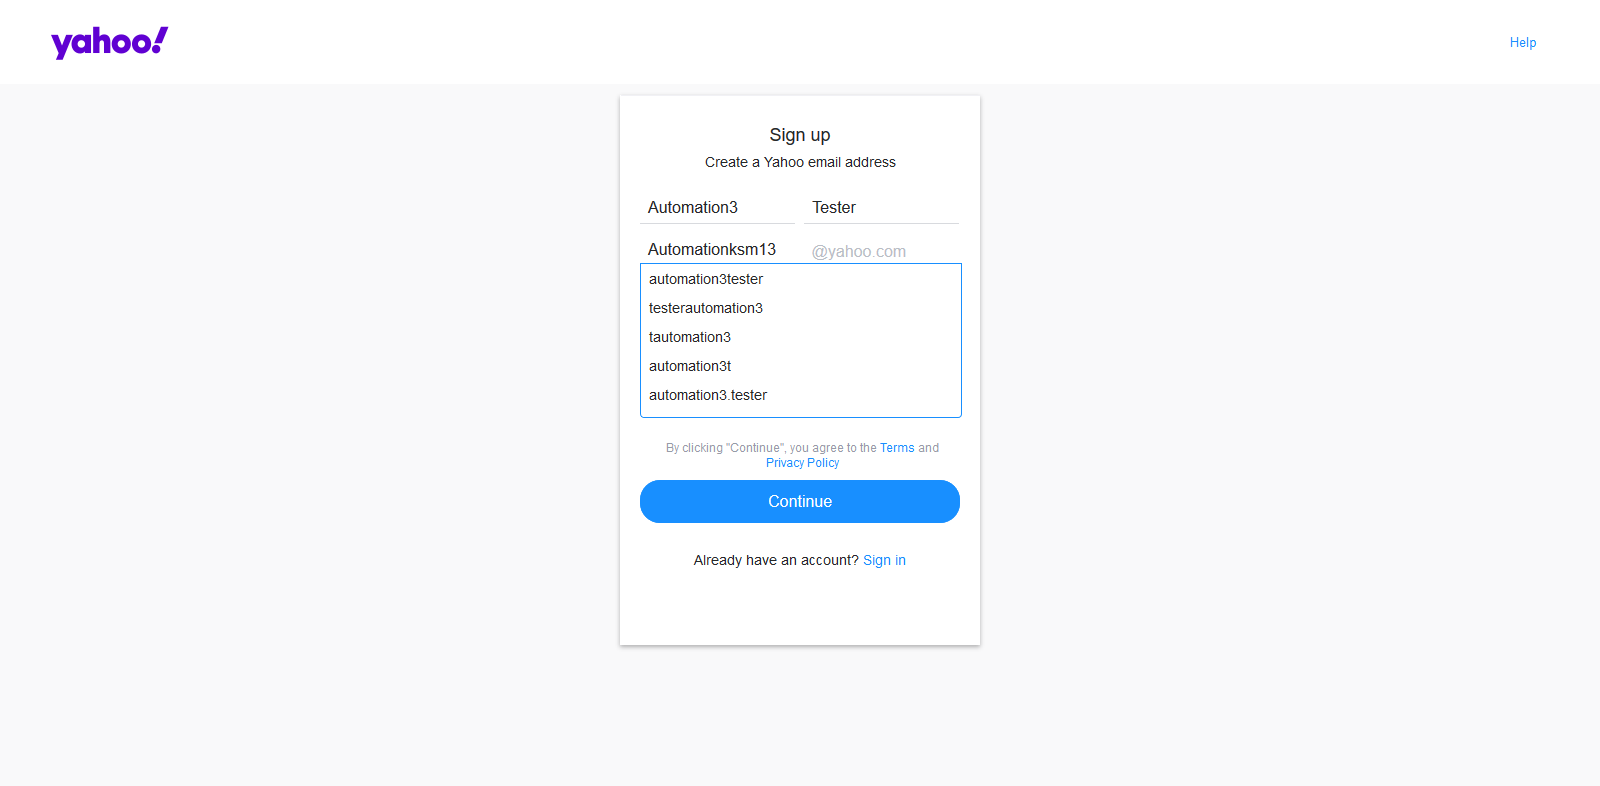 yahoo!
Help
Sign up
Create a Yahoo email address
Automation3 Tester
Automationksm13 @yahoo.com
automation3tester
testerautomation3
tautomation3
automation3t
automation3.tester
By clicking "Continue", you agree to the Terms and
Privacy Policy
Continue
Already have an account? Sign in